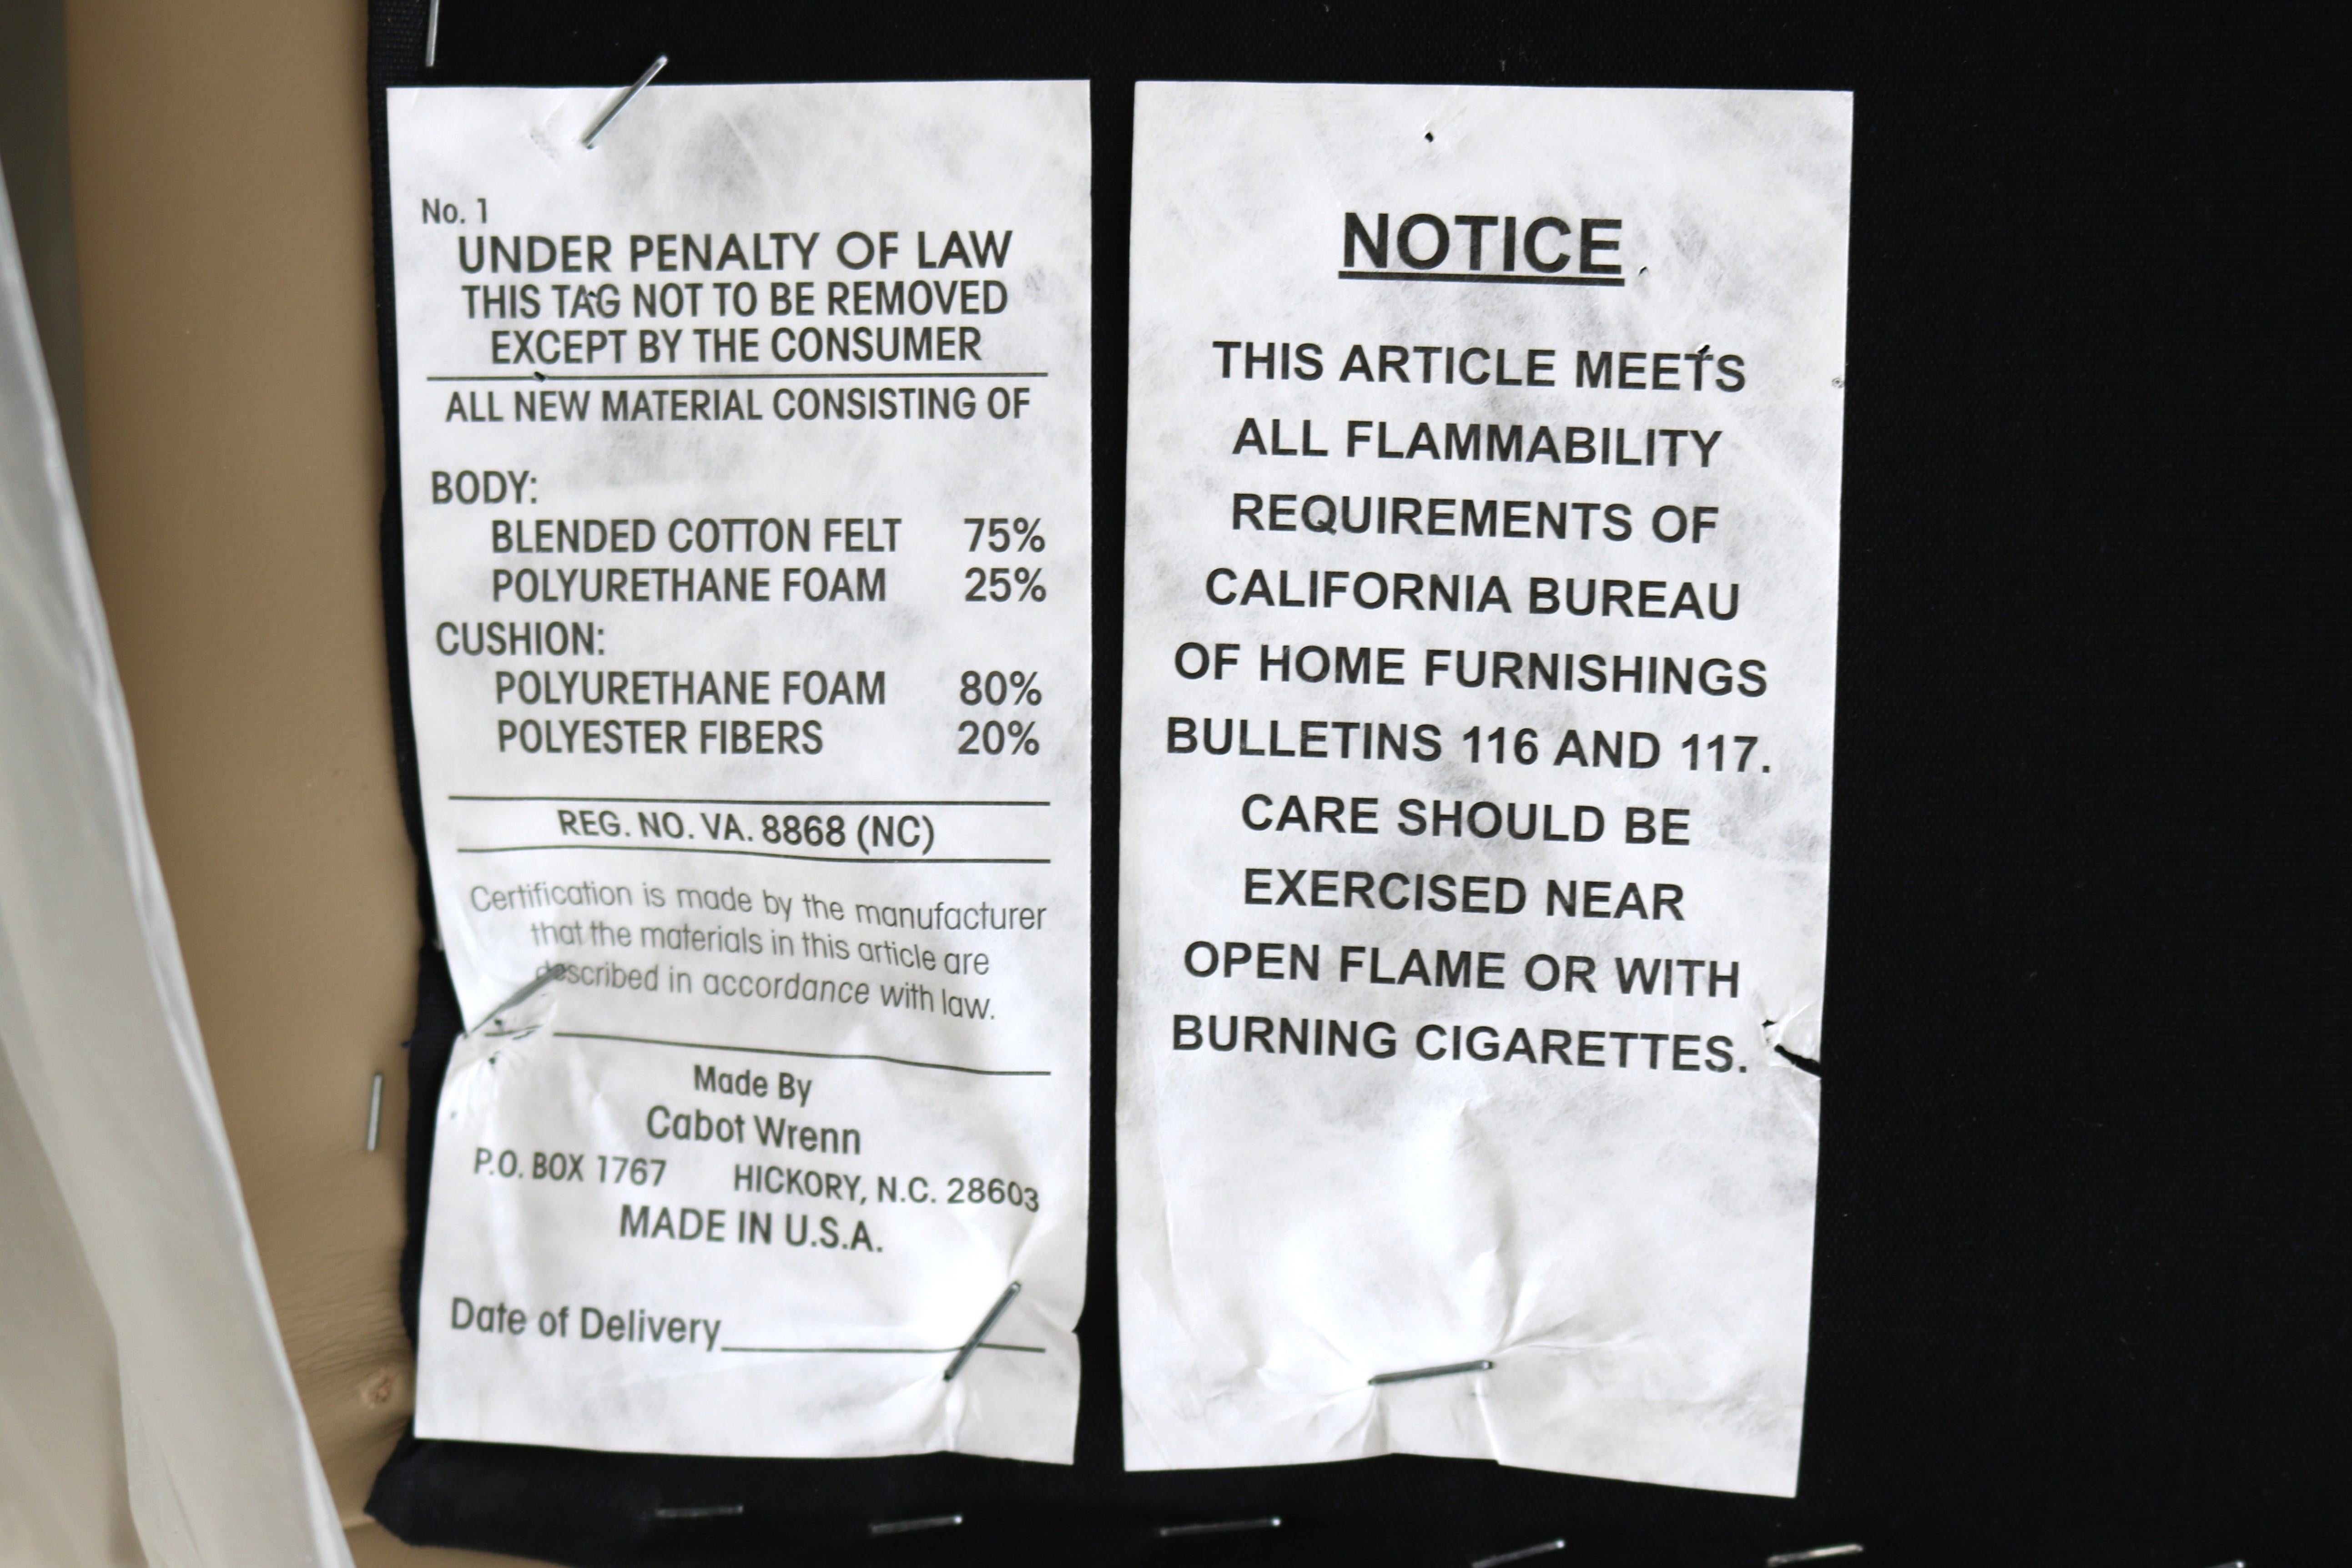 No. 1
UNDER PENALTY OF LAW
THIS TAG NOT TO BE REMOVED
EXCEPT BY THE CONSUMER
ALL NEW MATERIAL CONSISTING OF
BODY:
BLENDED COTTON FELT 75%
POLYURETHANE FOAM 25%
CUSHION:
POLYURETHANE FOAM 80%
POLYESTER FIBERS 20%
REG. NO. VA. 8868 (NC)
Certification is made by the manufacturer
that the materials in this article are
described in accordance with law.
Made By
Cabot Wrenn
P.O. BOX 1767 HICKORY, N.C. 28603
MADE IN U.S.A.
Date of Delivery
NOTICE
THIS ARTICLE MEETS
ALL FLAMMABILITY
REQUIREMENTS OF
CALIFORNIA BUREAU
OF HOME FURNISHINGS
BULLETINS 116 AND 117.
CARE SHOULD BE
EXERCISED NEAR
OPEN FLAME OR WITH
BURNING CIGARETTES.